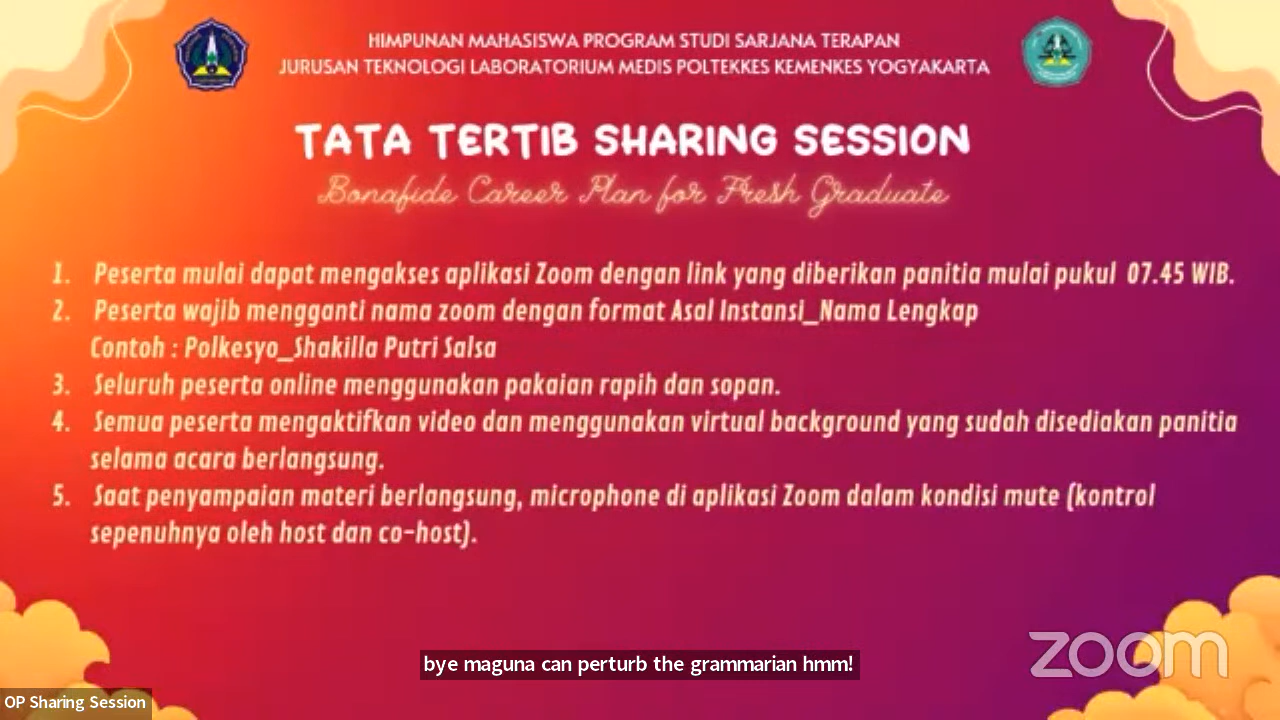 HIMPUNAN MAHASISWA PROGRAM STUDI SARJANA TERAPAN
JURUSAN TEKNOLOGI LABORATORIUM MEDIS POLTEKKES KEMENKES YOGYAKARTA
TATA TERTIB SHARING SESSION
Bonafide Career Plan for Fresh Graduate
1. Peserta mulai dapat mengakses aplikasi Zoom dengan link yang diberikan panitia mulai pukul 07.45 WIB.
2. Peserta wajib mengganti nama zoom dengan format Asal Instansi_Nama Lengkap
Contoh : Polkesyo_Shakilla Putri Salsa
3. Seluruh peserta online menggunakan pakaian rapih dan sopan.
4. Semua peserta mengaktifkan video dan menggunakan virtual background yang sudah disediakan panitia
selama acara berlangsung.
5. Saat penyampaian materi berlangsung, microphone di aplikasi Zoom dalam kondisi mute (kontrol
sepenuhnya oleh host dan co-host).
bye maguna can perturb the grammarian hmm!
zoom
OP Sharing Session